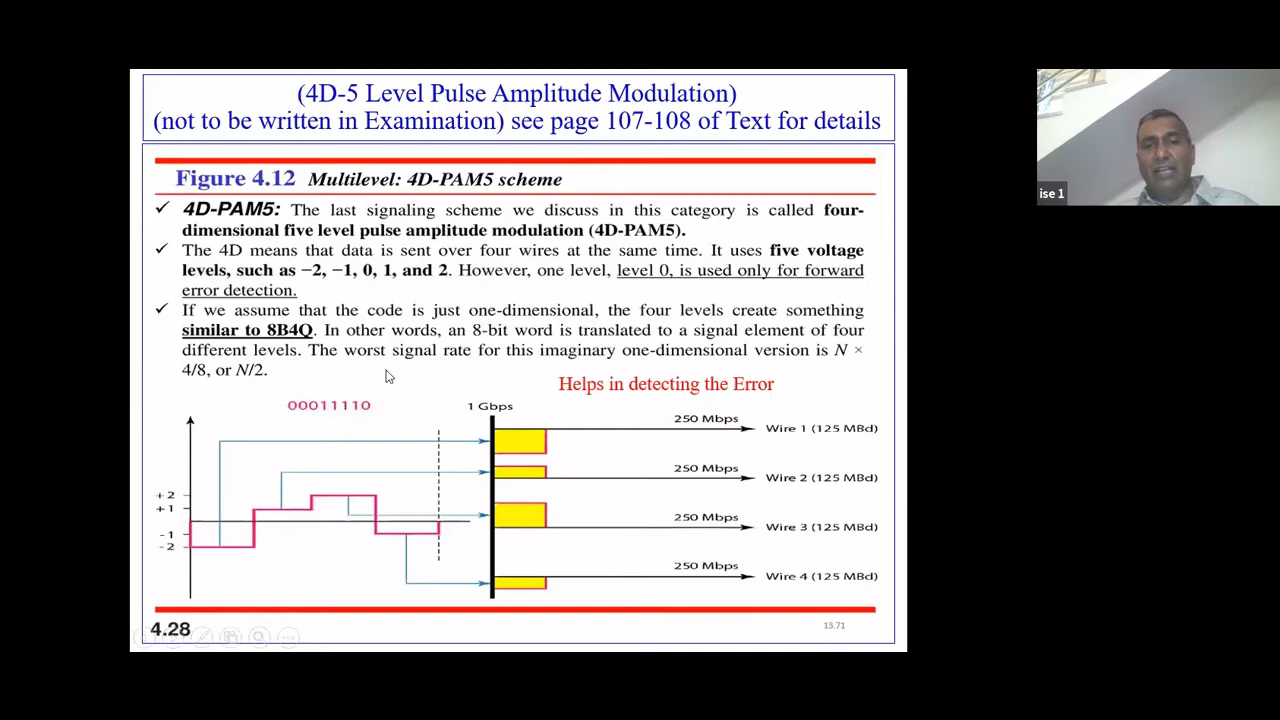 (4D-5 Level Pulse Amplitude Modulation)
(not to be written in Examination) see page 107-108 of Text for details
Figure 4.12 Multilevel: 4D-PAM5 scheme
✓ 4D-PAM5: The last signaling scheme we discuss in this category is called four-
dimensional five level pulse amplitude modulation (4D-PAM5).
✓ The 4D means that data is sent over four wires at the same time. It uses five voltage
levels, such as −2, −1, 0, 1, and 2. However, one level, level 0, is used only for forward
error detection.
✓ If we assume that the code is just one-dimensional, the four levels create something
similar to 8B4Q. In other words, an 8-bit word is translated to a signal element of four
different levels. The worst signal rate for this imaginary one-dimensional version is N ×
4/8, or N/2.
Helps in detecting the Error
00011110
1 Gbps
250 Mbps
Wire 1 (125 MBd)
250 Mbps
Wire 2 (125 MBd)
+2
+1
250 Mbps
Wire 3 (125 MBd)
-1
-2
250 Mbps
Wire 4 (125 MBd)
4.28
13.71
ise 1